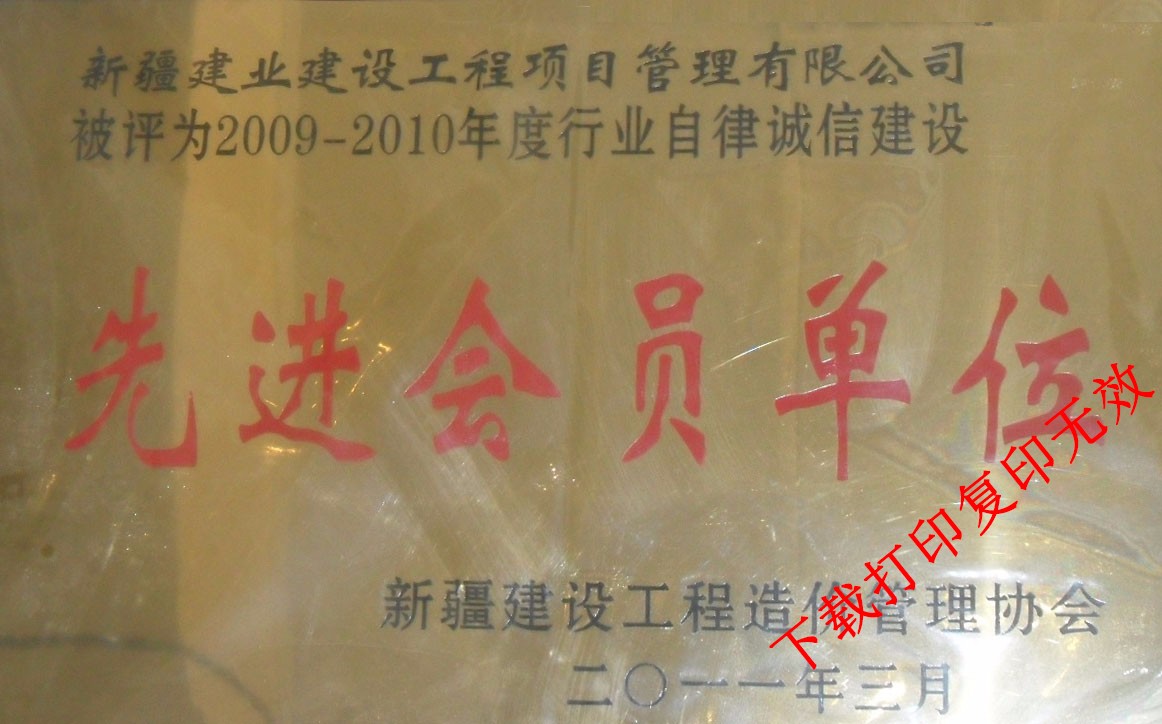 新疆建业建设工程项目管理有限公司
被评为2009-2010年度行业自律诚信建设
先进会员单位
新疆建设工程造价管理协会
二〇一一年三月
下载打印复印无效